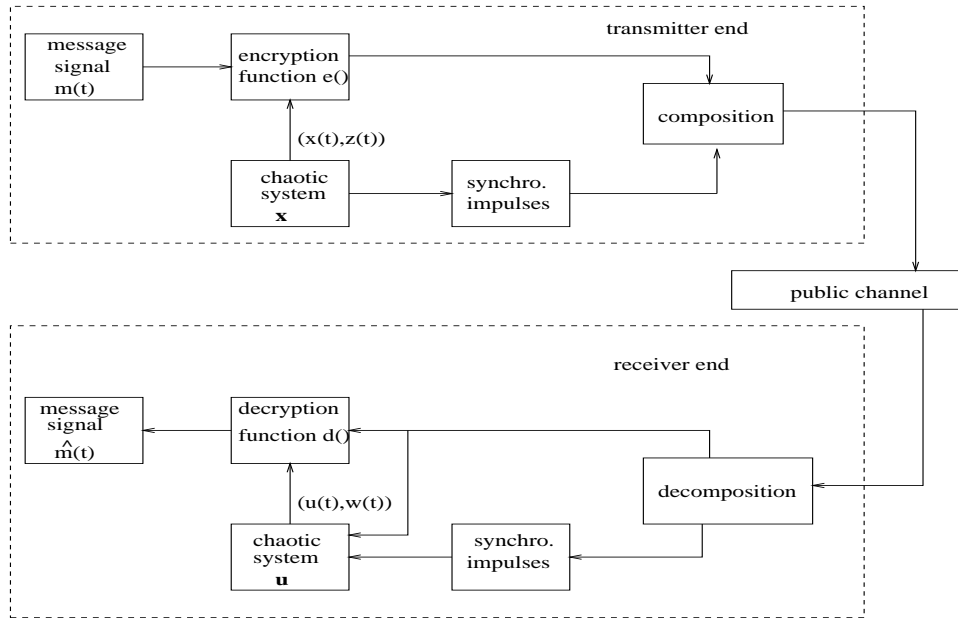 transmitter end
message
signal
m(t)
encryption
function e()
composition
(x(t),z(t))
chaotic
system
x
synchro.
impulses
public channel
receiver end
message
signal
m̂(t)
decryption
function d()
decomposition
(u(t),w(t))
chaotic
system
u
synchro.
impulses